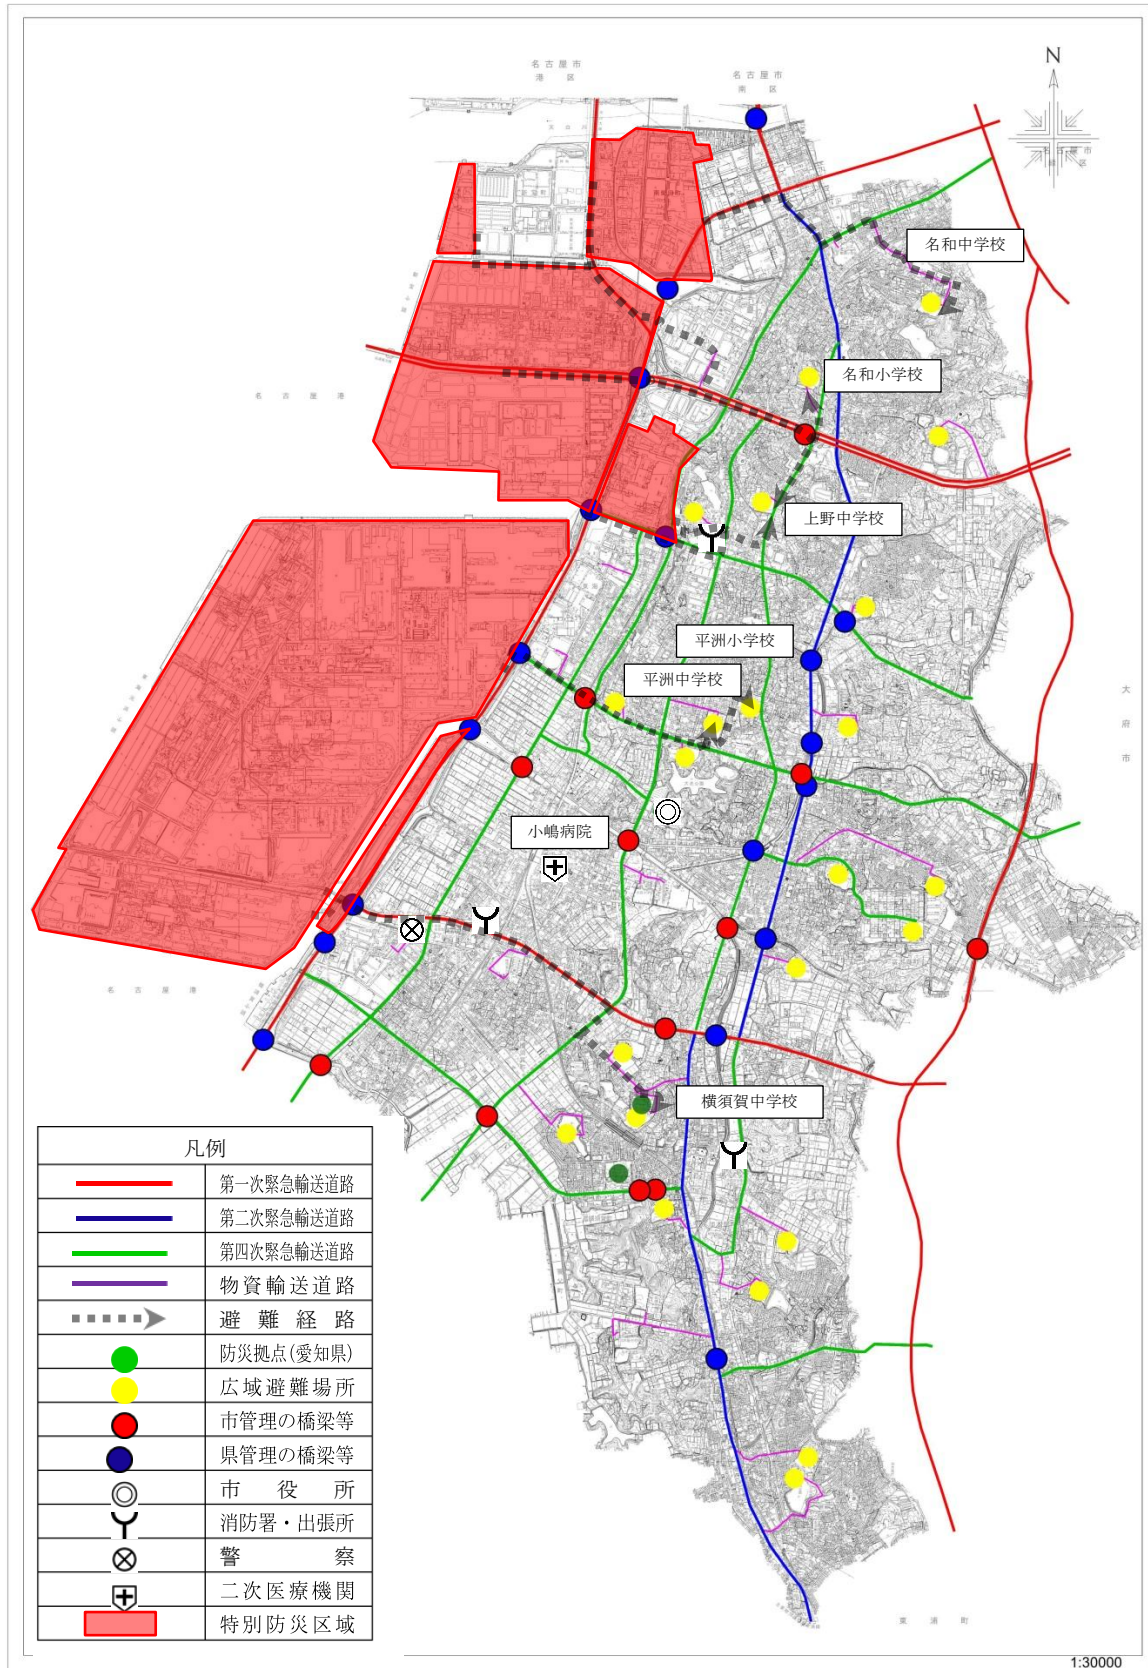 名古屋市
港区
名古屋市
南区
N
名古屋市
緑区
名和中学校
名和小学校
名古屋港
上野中学校
平洲小学校
平洲中学校
大府市
小嶋病院
名古屋港
横須賀中学校
凡例
第一次緊急輸送道路
第二次緊急輸送道路
第四次緊急輸送道路
物資輸送道路
避難経路
防災拠点(愛知県)
広域避難場所
市管理の橋梁等
県管理の橋梁等
市役所
消防署・出張所
警察
二次医療機関
特別防災区域
東浦町
1:30000